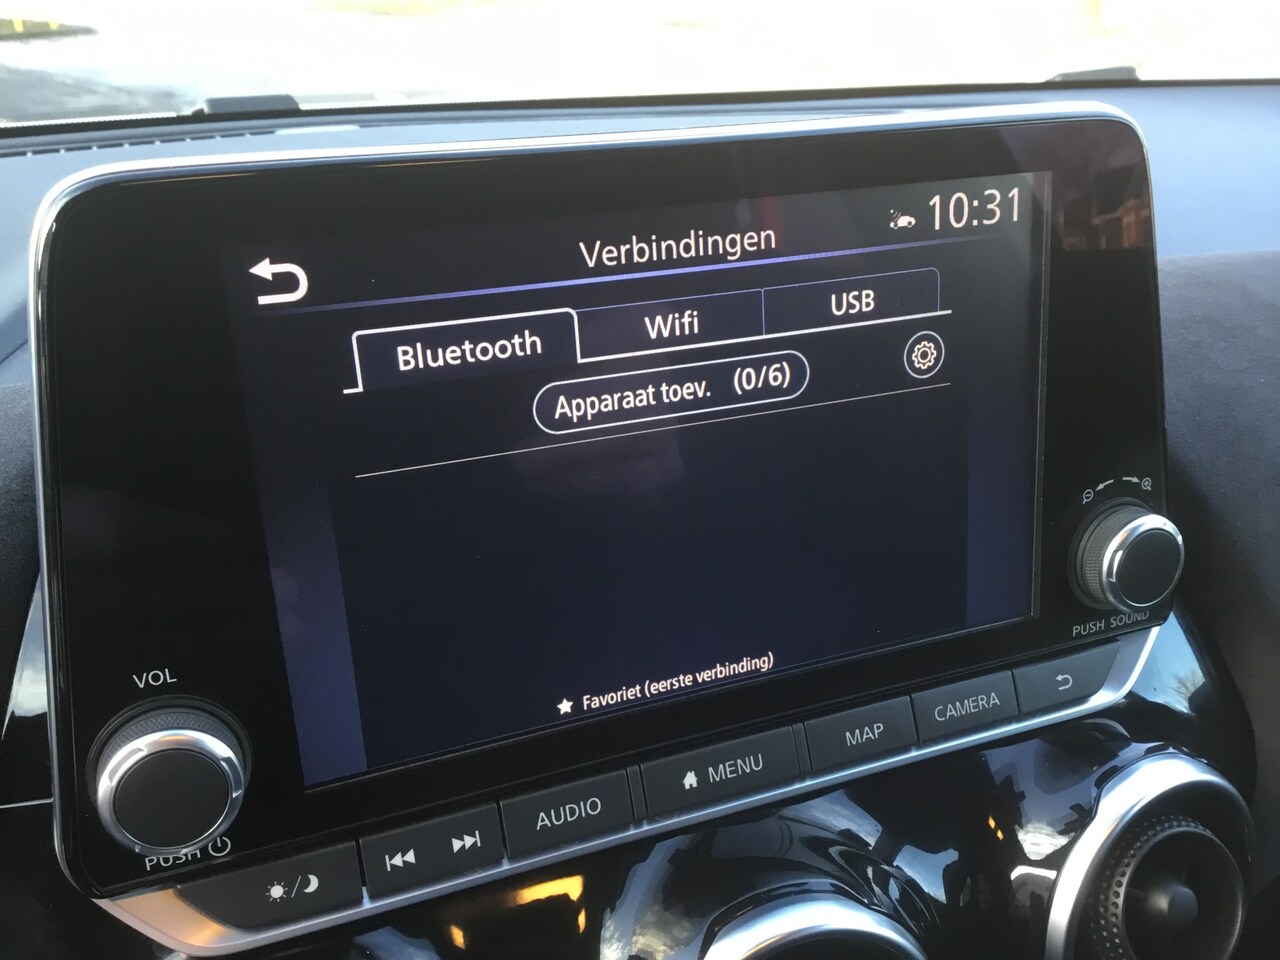 10:31
Verbindingen
Bluetooth
Wifi
USB
Apparaat toev. (0/6)
Favoriet (eerste verbinding)
VOL
PUSH
PUSH SOUND
AUDIO
MENU
MAP
CAMERA